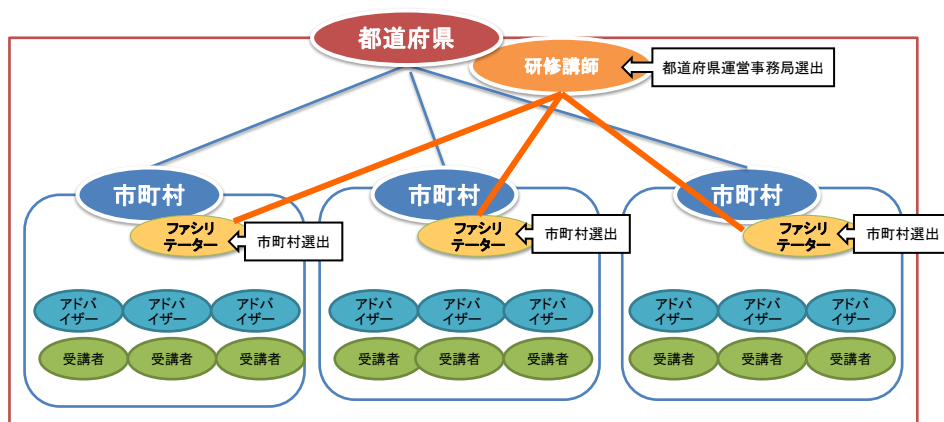 都道府県
研修講師
都道府県運営事務局選出
市町村
市町村
市町村
ファシリ
テーター
市町村選出
ファシリ
テーター
市町村選出
ファシリ
テーター
市町村選出
アドバ
イザー
アドバ
イザー
アドバ
イザー
アドバ
イザー
アドバ
イザー
アドバ
イザー
アドバ
イザー
アドバ
イザー
アドバ
イザー
受講者
受講者
受講者
受講者
受講者
受講者
受講者
受講者
受講者